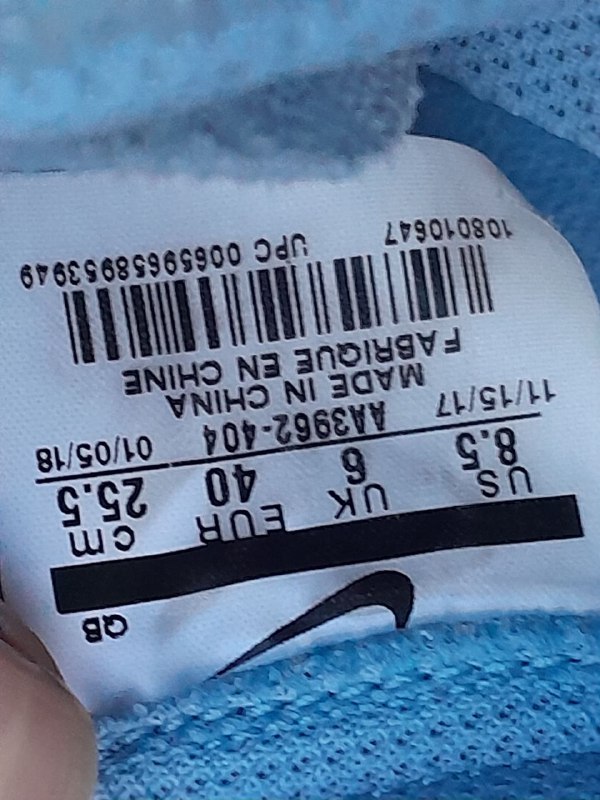 QB
US UK EUR cm
8.5 6 40 25.5
11/15/17 AA3962-404 01/05/18
MADE IN CHINA
FABRIQUE EN CHINE
108010647 UPC 00659658953949